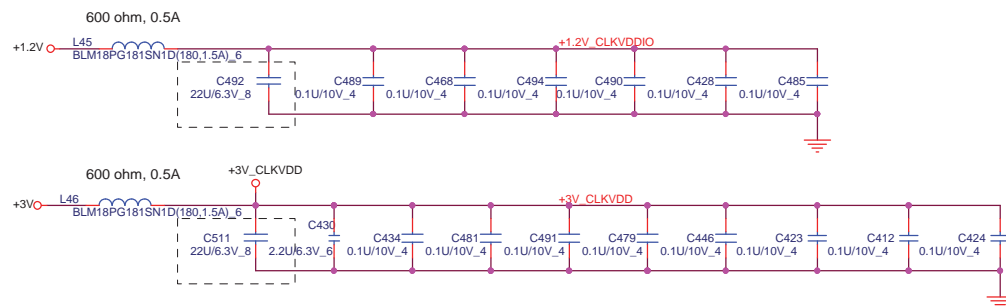 600 ohm, 0.5A
+1.2V
L45
BLM18PG181SN1D(180,1.5A)_6
+1.2V_CLKVDDIO
C492
22U/6.3V_8
C489
0.1U/10V_4
C468
0.1U/10V_4
C494
0.1U/10V_4
C490
0.1U/10V_4
C428
0.1U/10V_4
C485
0.1U/10V_4
600 ohm, 0.5A
+3V_CLKVDD
+3V
L46
BLM18PG181SN1D(180,1.5A)_6
+3V_CLKVDD
C511
22U/6.3V_8
C430
2.2U/6.3V_6
C434
0.1U/10V_4
C481
0.1U/10V_4
C491
0.1U/10V_4
C479
0.1U/10V_4
C446
0.1U/10V_4
C423
0.1U/10V_4
C412
0.1U/10V_4
C424
0.1U/10V_4